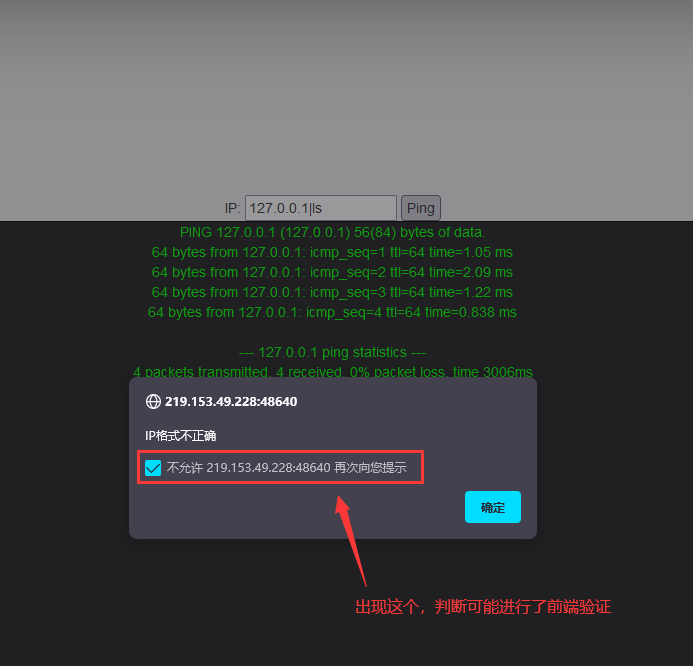 IP: 127.0.0.1|ls Ping
PING 127.0.0.1 (127.0.0.1) 56(84) bytes of data.
64 bytes from 127.0.0.1: icmp_seq=1 ttl=64 time=1.05 ms
64 bytes from 127.0.0.1: icmp_seq=2 ttl=64 time=2.09 ms
64 bytes from 127.0.0.1: icmp_seq=3 ttl=64 time=1.22 ms
64 bytes from 127.0.0.1: icmp_seq=4 ttl=64 time=0.838 ms
--- 127.0.0.1 ping statistics ---
4 packets transmitted, 4 received, 0% packet loss, time 3006ms
219.153.49.228:48640
IP格式不正确
不允许 219.153.49.228:48640 再次向您提示
确定
出现这个，判断可能进行了前端验证